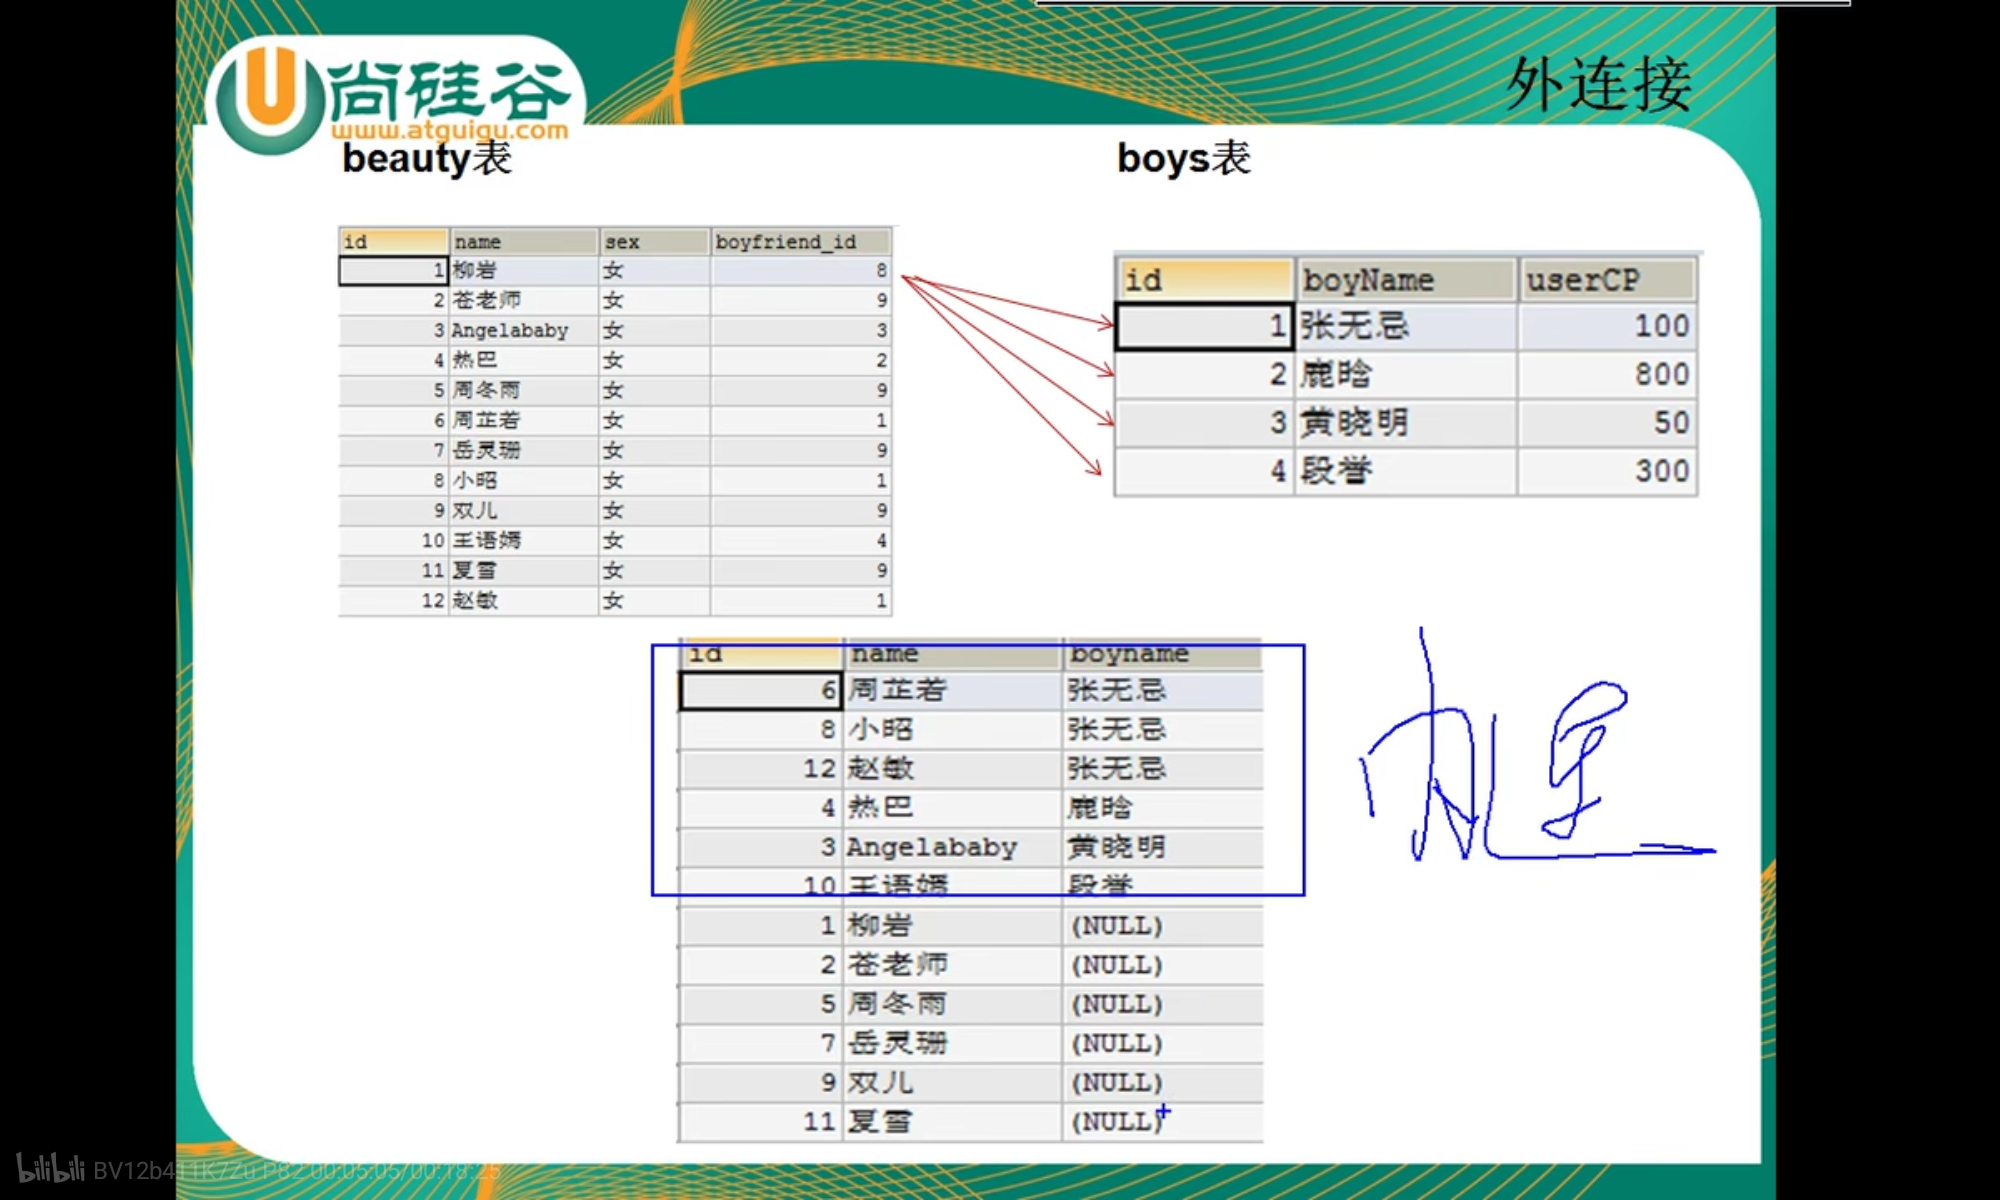 尚硅谷
www.atguigu.com
外连接
beauty表
id name sex boyfriend_id
1 柳岩 女 8
2 苍老师 女 9
3 Angelababy 女 3
4 热巴 女 2
5 周冬雨 女 9
6 周芷若 女 1
7 岳灵珊 女 9
8 小昭 女 1
9 双儿 女 9
10 王语嫣 女 4
11 夏雪 女 9
12 赵敏 女 1
boys表
id boyName userCP
1 张无忌 100
2 鹿晗 800
3 黄晓明 50
4 段誉 300
id name boyname
6 周芷若 张无忌
8 小昭 张无忌
12 赵敏 张无忌
4 热巴 鹿晗
3 Angelababy 黄晓明
10 王语嫣 段誉
1 柳岩 (NULL)
2 苍老师 (NULL)
5 周冬雨 (NULL)
7 岳灵珊 (NULL)
9 双儿 (NULL)
11 夏雪 (NULL)
bilibili BV12b411K7Zu P82 00:05:05/00:18:25